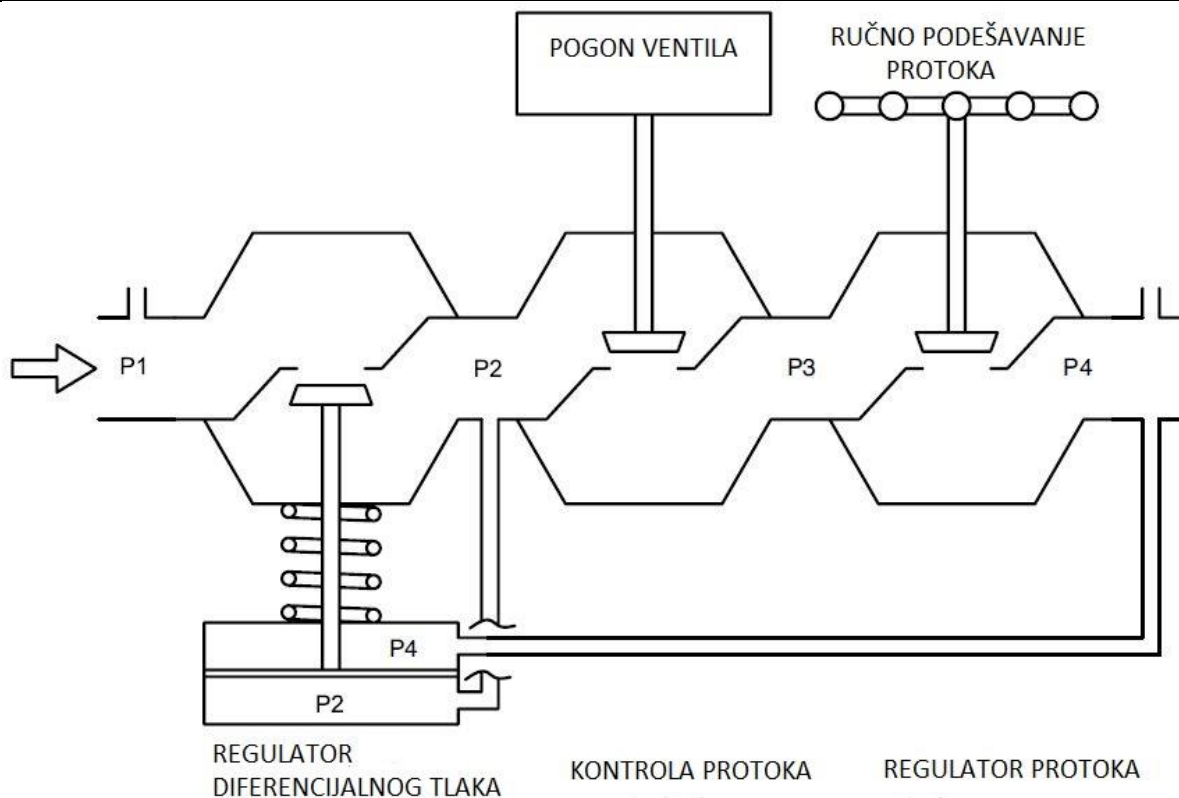 POGON VENTILA
RUČNO PODEŠAVANJE
PROTOKA
P1
P2
P3
P4
P4
P2
REGULATOR
DIFERENCIJALNOG TLAKA
KONTROLA PROTOKA
REGULATOR PROTOKA